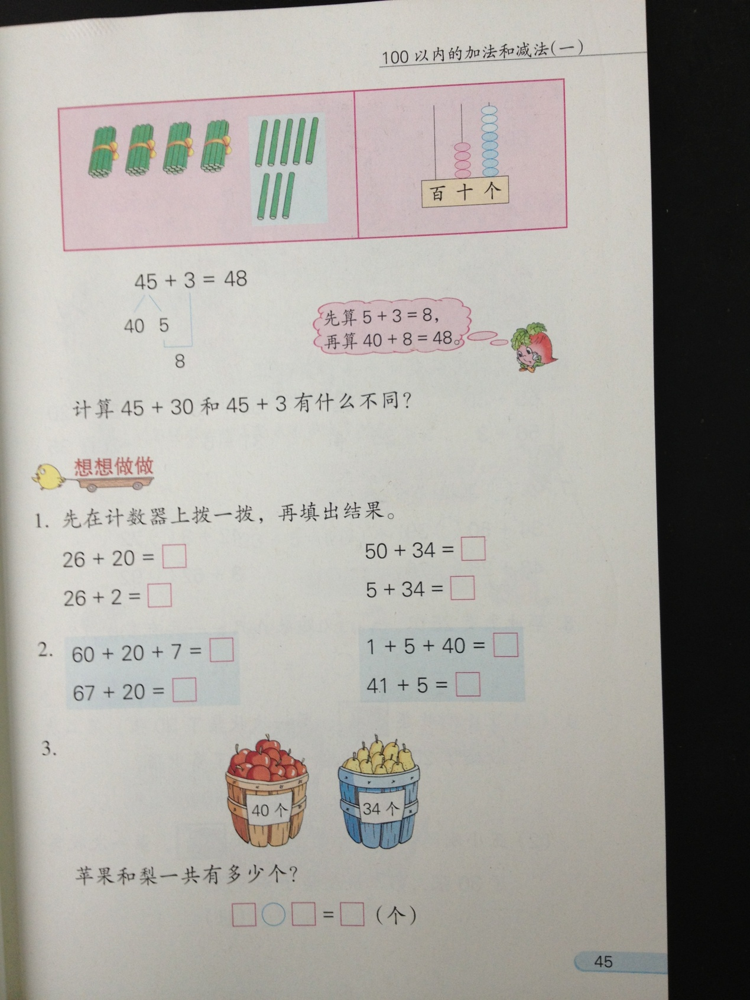 100以内的加法和减法(一)
百 十 个
45 + 3 = 48
40 5
8
先算 5 + 3 = 8,
再算 40 + 8 = 48。
计算 45 + 30 和 45 + 3 有什么不同?
想想做做
1. 先在计数器上拨一拨，再填出结果。
26 + 20 = □ 50 + 34 = □
26 + 2 = □ 5 + 34 = □
2. 60 + 20 + 7 = □ 1 + 5 + 40 = □
67 + 20 = □ 41 + 5 = □
3.
40 个 34 个
苹果和梨一共有多少个?
□○□=□(个)
45